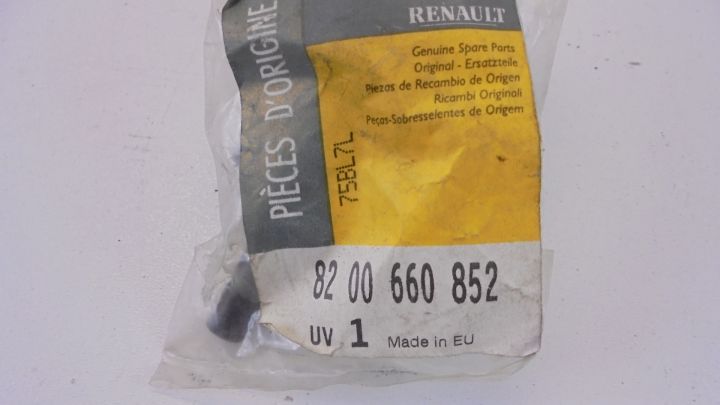 RENAULT
PIÈCES D'ORIGINE
Genuine Spare Parts
Original - Ersatzteile
Piezas de Recambio de Origen
Ricambi Originali
Peças-Sobresselentes de Origem
75BL7L
82 00 660 852
UV 1 Made in EU